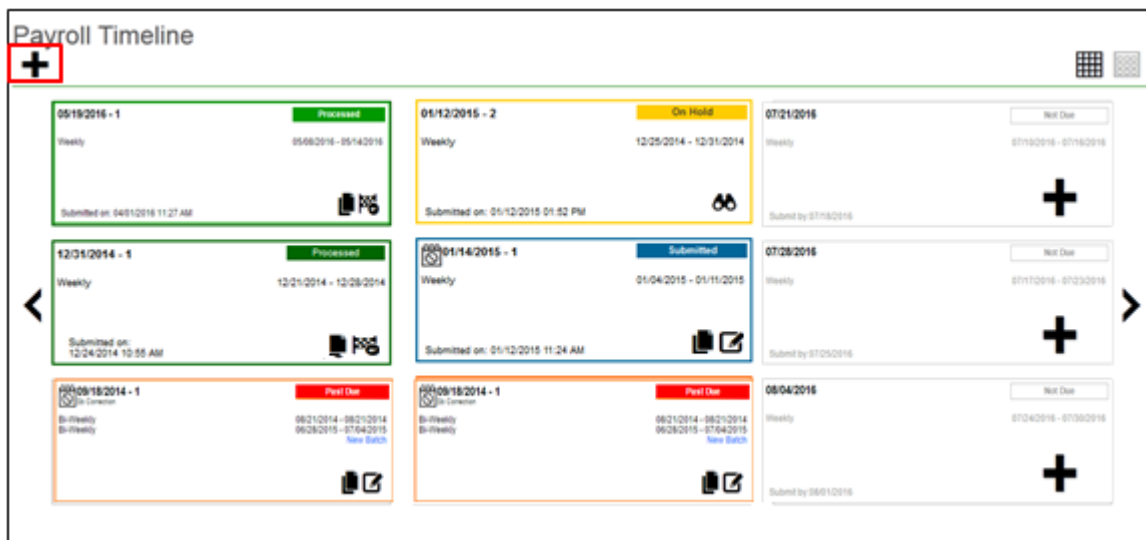 Payroll Timeline
05/19/2016 - 1 Processed
Weekly 05/08/2016 - 05/14/2016
Submitted on: 04/01/2016 11:27 AM
01/12/2015 - 2 On Hold
Weekly 12/25/2014 - 12/31/2014
Submitted on: 01/12/2015 01:52 PM
07/21/2016 Not Due
Weekly 07/10/2016 - 07/16/2016
Submit by:07/18/2016
12/31/2014 - 1 Processed
Weekly 12/21/2014 - 12/28/2014
Submitted on:
12/24/2014 10:55 AM
01/14/2015 - 1 Submitted
Weekly 01/04/2015 - 01/11/2015
Submitted on: 01/12/2015 11:24 AM
07/28/2016 Not Due
Weekly 07/17/2016 - 07/23/2016
Submit by:07/25/2016
09/18/2014 - 1 Past Due
Correction
Bi-Weekly 08/21/2014 - 08/21/2014
Bi-Weekly 06/28/2015 - 07/04/2015
New Batch
09/18/2014 - 1 Past Due
Correction
Bi-Weekly 08/21/2014 - 08/21/2014
Bi-Weekly 06/28/2015 - 07/04/2015
New Batch
08/04/2016 Not Due
Weekly 07/24/2016 - 07/30/2016
Submit by:08/01/2016